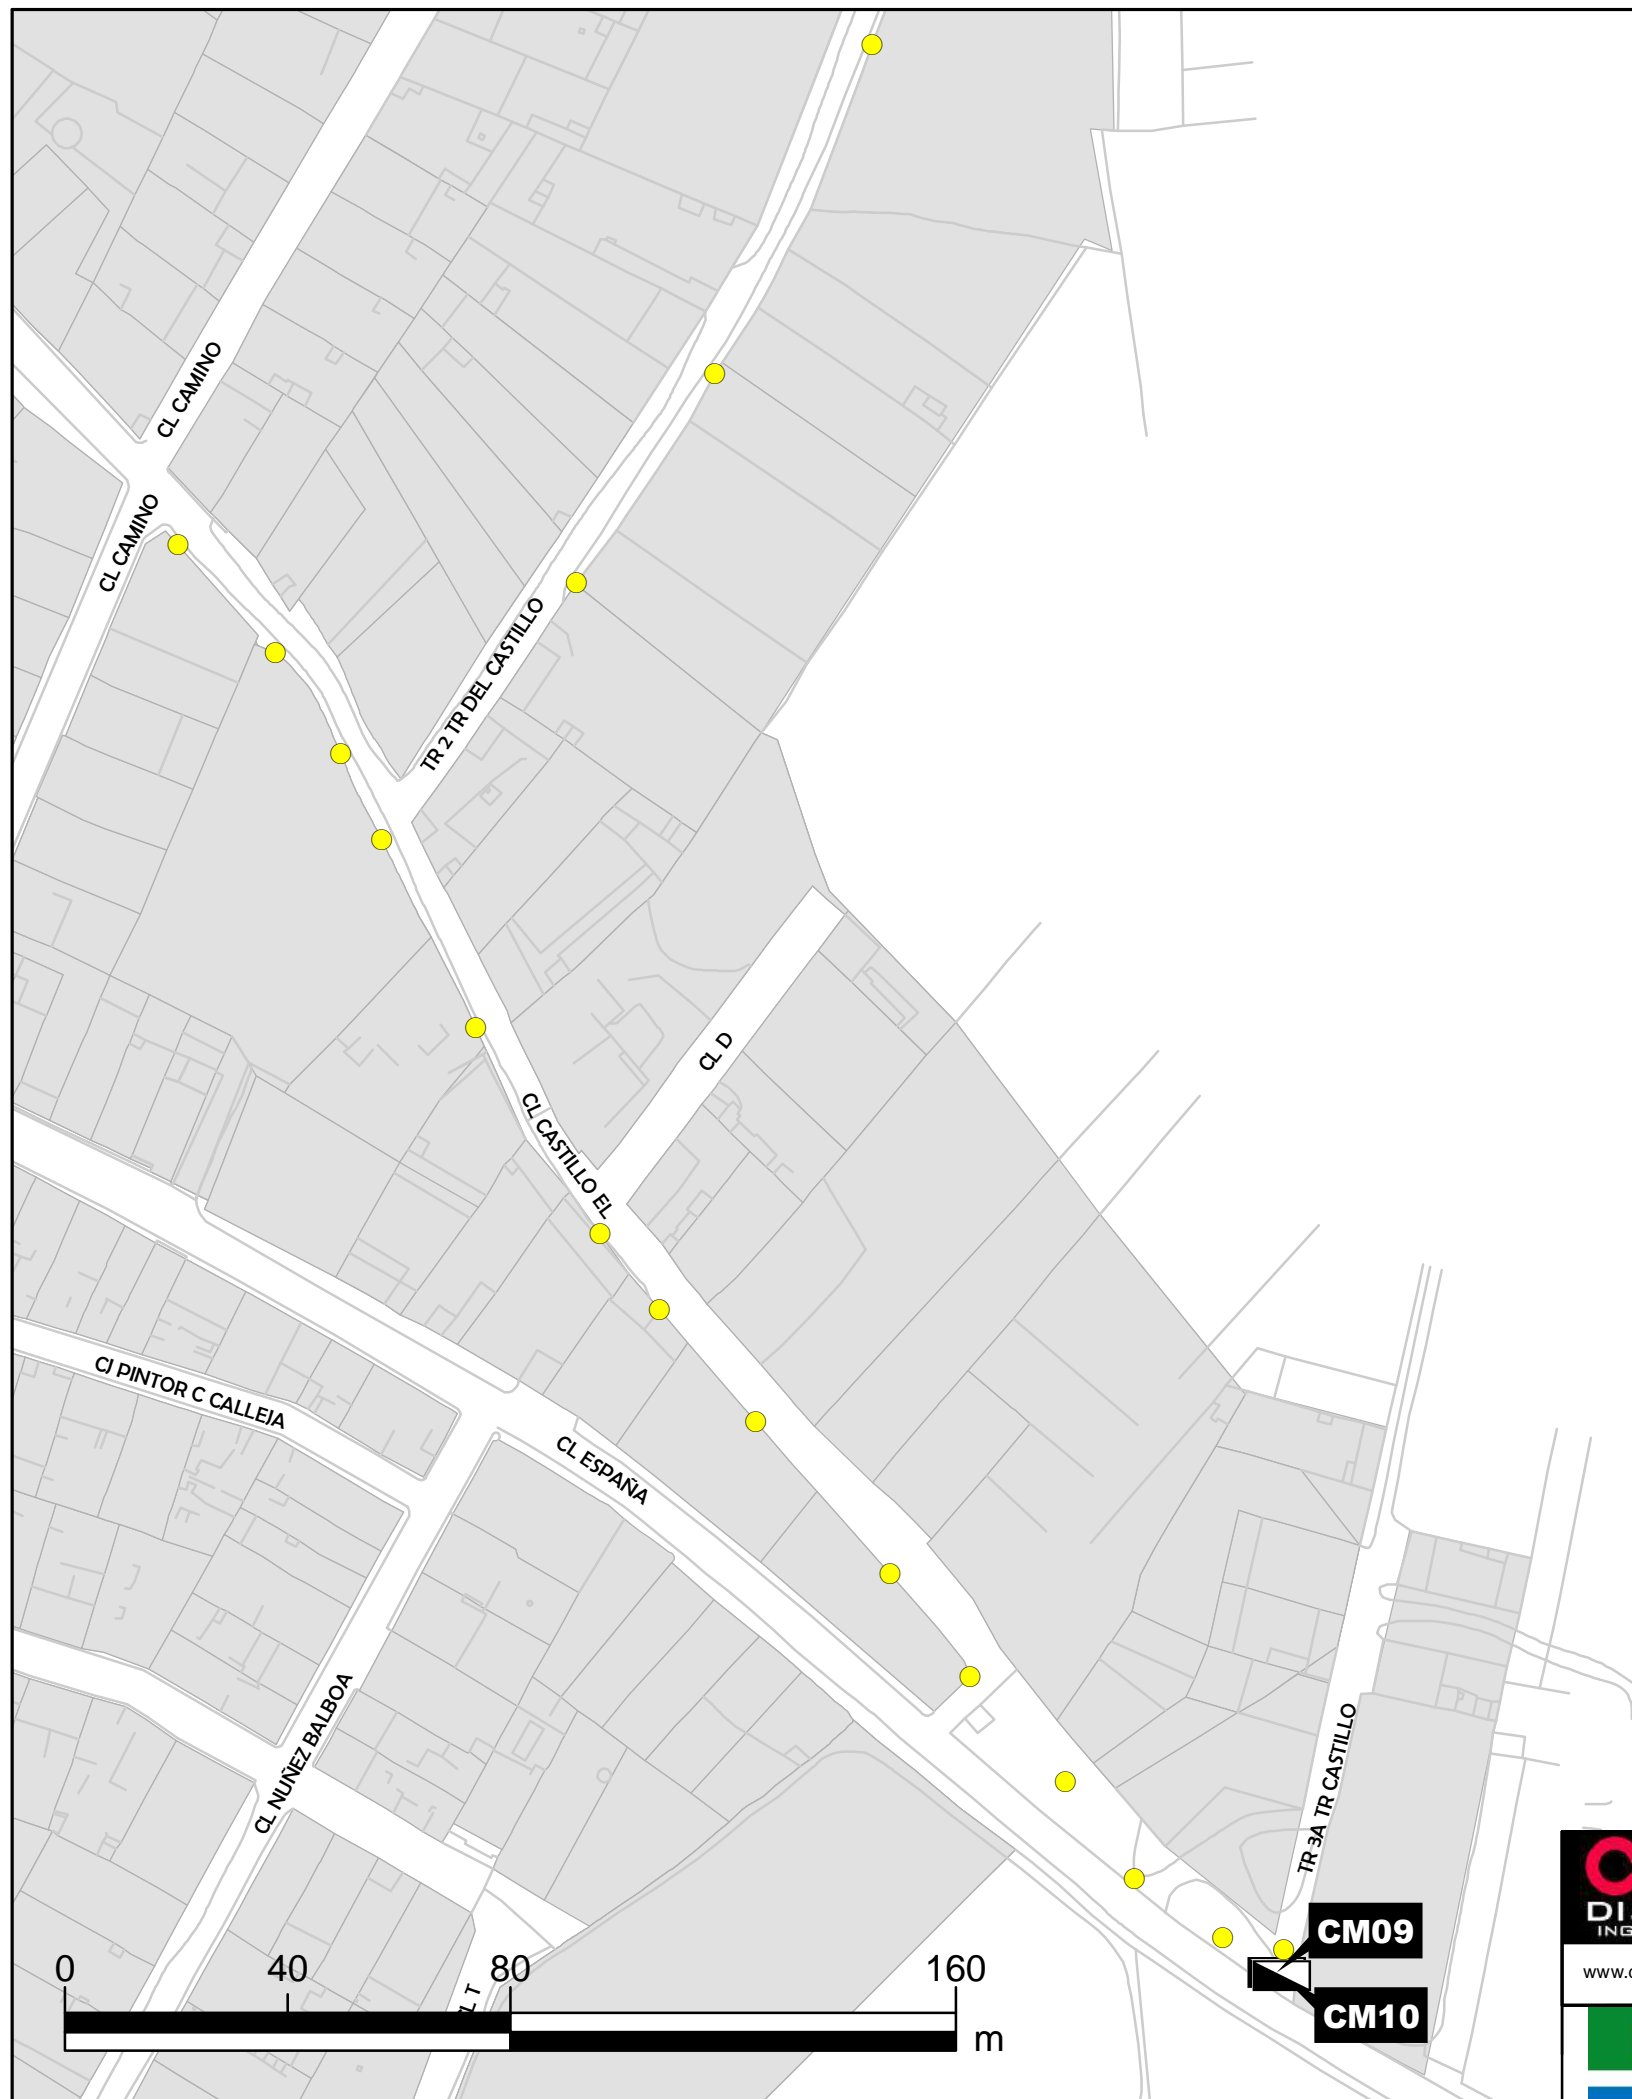 CL CAMINO
CL CAMINO
TR 2 TR DEL CASTILLO
CL D
CL CASTILLO EL
CJ PINTOR C CALLEJA
CL ESPAÑA
CL NUÑEZ BALBOA
TR 3A TR CASTILLO
CM09
CM10
0 40 80 160
m